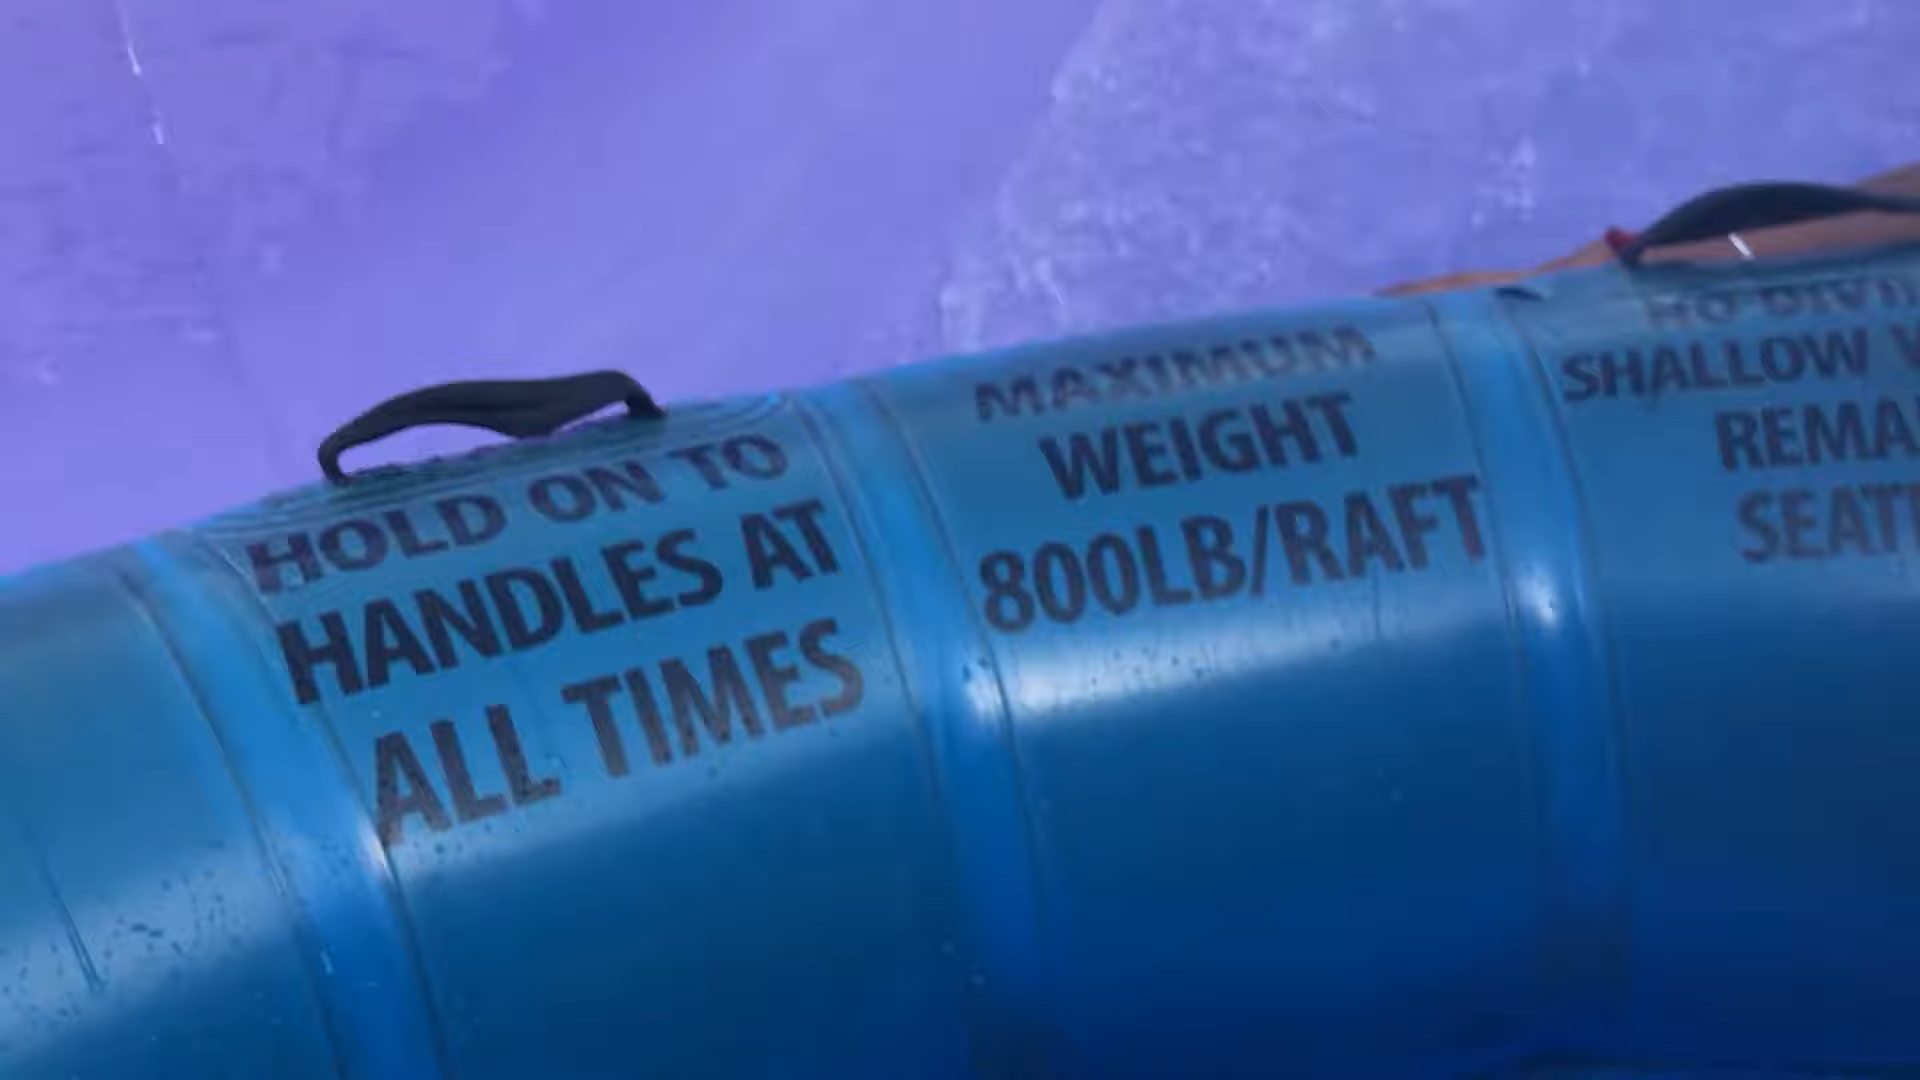 HOLD ON TO
HANDLES AT
ALL TIMES
MAXIMUM
WEIGHT
800LB/RAFT
SHALLOW